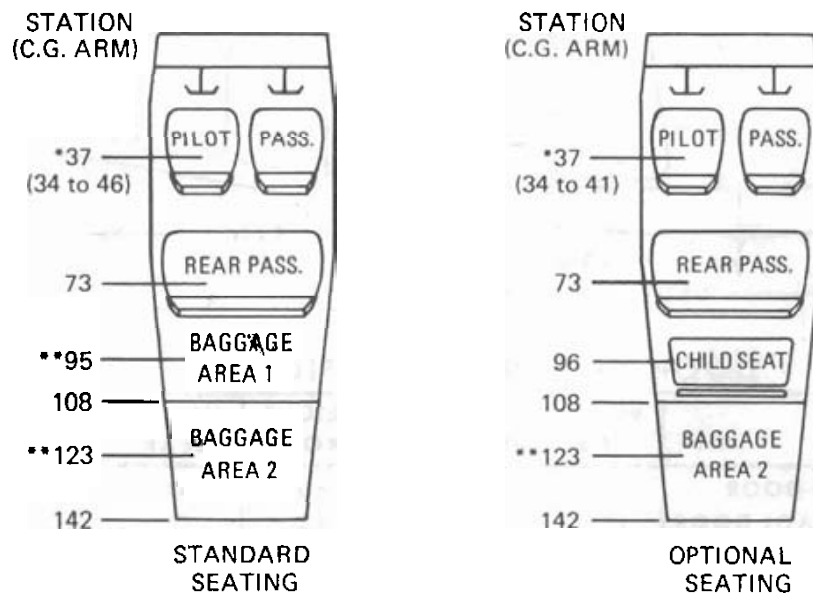 STATION
(C.G. ARM)
PILOT PASS.
*37
(34 to 46)
REAR PASS.
73
BAGGAGE
**95
AREA 1
108
BAGGAGE
**123
AREA 2
142
STANDARD
SEATING
STATION
(C.G. ARM)
PILOT PASS.
*37
(34 to 41)
REAR PASS.
73
96 CHILD SEAT
108
BAGGAGE
**123
AREA 2
142
OPTIONAL
SEATING